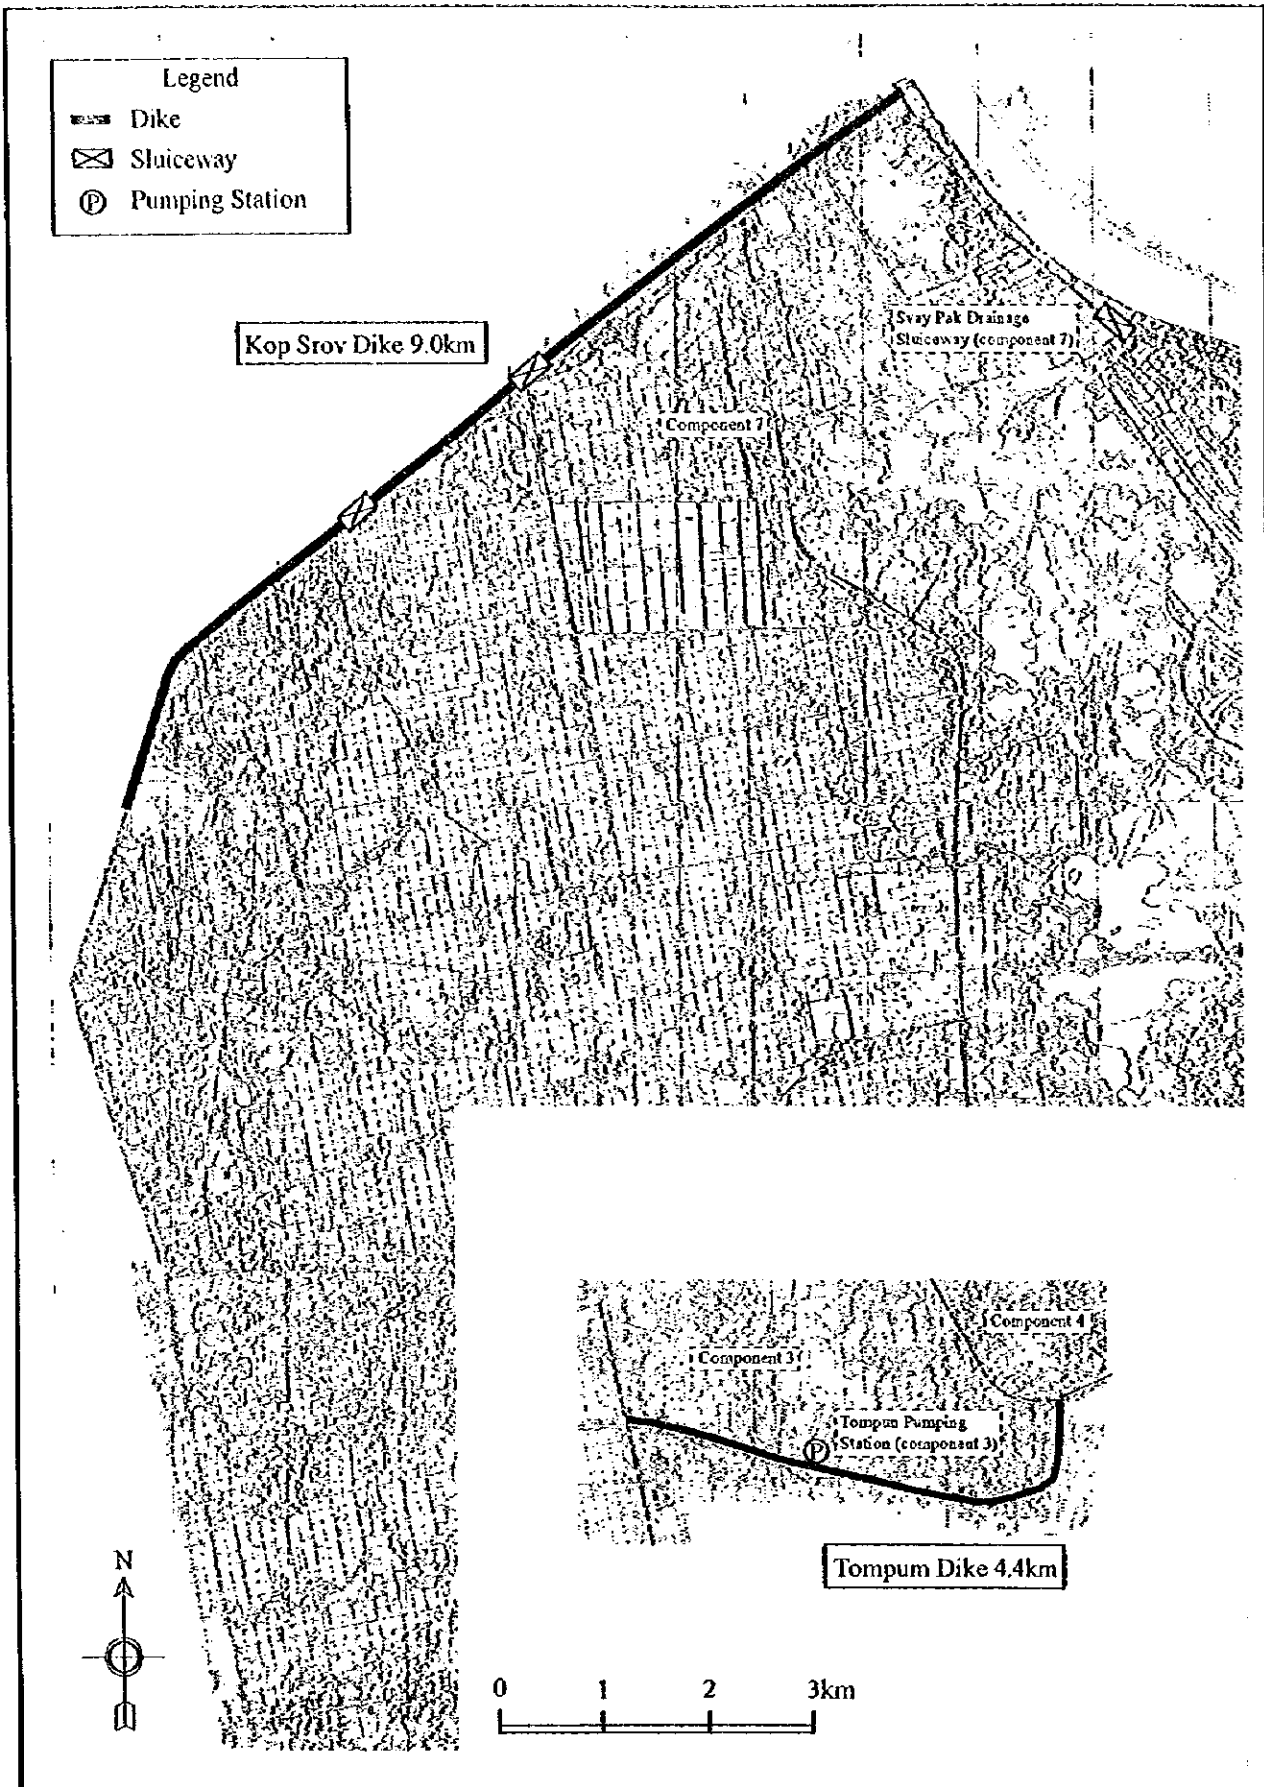 Legend
Dike
Sluiceway
P Pumping Station
Kop Srov Dike 9.0km
Svay Pak Drainage
Sluiceway (component 7)
Component 7
Component 4
Component 3
Tompun Pumping
Station (component 3)
P
Tompum Dike 4.4km
N
0 1 2 3km